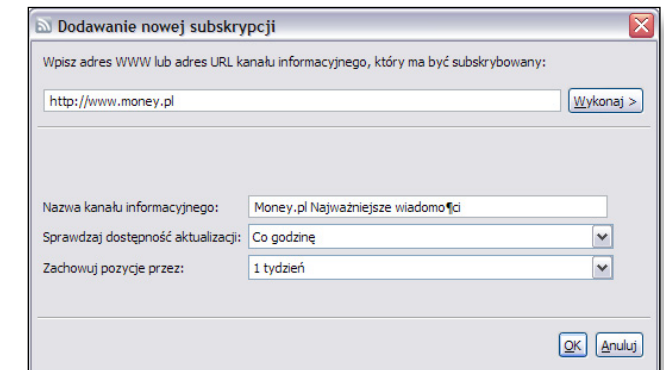 Dodawanie nowej subskrypcji
Wpisz adres WWW lub adres URL kanału informacyjnego, który ma być subskrybowany:
http://www.money.pl Wykonaj >
Nazwa kanału informacyjnego: Money.pl Najważniejsze wiadomo¶ci
Sprawdzaj dostępność aktualizacji: Co godzinę
Zachowuj pozycje przez: 1 tydzień
OK Anuluj